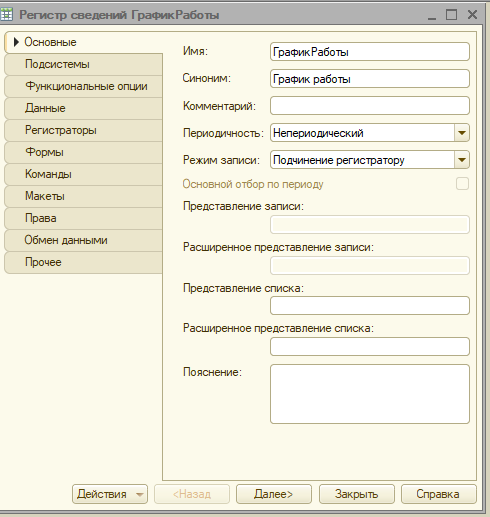 Регистр сведений ГрафикРаботы
Основные
Подсистемы
Функциональные опции
Данные
Регистраторы
Формы
Команды
Макеты
Права
Обмен данными
Прочее
Имя: ГрафикРаботы
Синоним: График работы
Комментарий:
Периодичность: Непериодический
Режим записи: Подчинение регистратору
Основной отбор по периоду
Представление записи:
Расширенное представление записи:
Представление списка:
Расширенное представление списка:
Пояснение:
Действия <Назад Далее> Закрыть Справка